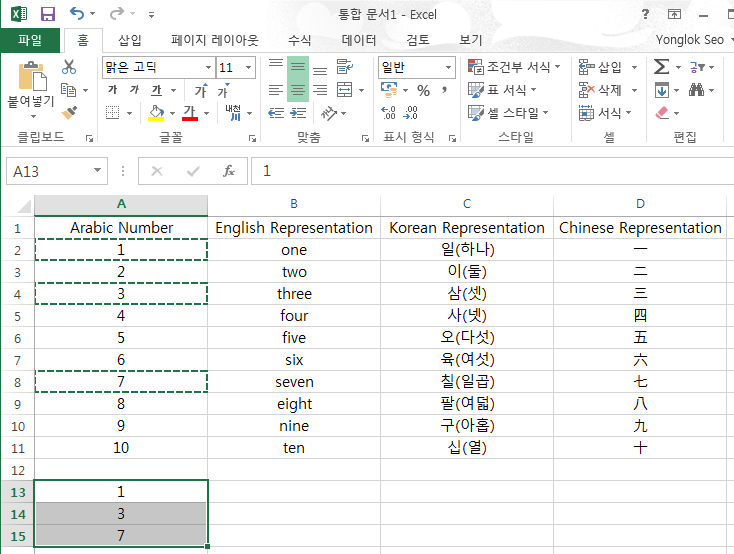 통합 문서1 - Excel
?
파일 홈 삽입 페이지 레이아웃 수식 데이터 검토 보기 Yonglok Seo
붙여넣기
맑은 고딕 11
가 가 가 가 가
가 가 내천
일반
% ,
조건부 서식
표 서식
셀 스타일
삽입
삭제
서식
클립보드 글꼴 맞춤 표시 형식 스타일 셀 편집
A13 fx 1
A B C D
1 Arabic Number English Representation Korean Representation Chinese Representation
2 1 one 일(하나) 一
3 2 two 이(둘) 二
4 3 three 삼(셋) 三
5 4 four 사(넷) 四
6 5 five 오(다섯) 五
7 6 six 육(여섯) 六
8 7 seven 칠(일곱) 七
9 8 eight 팔(여덟) 八
10 9 nine 구(아홉) 九
11 10 ten 십(열) 十
12
13 1
14 3
15 7